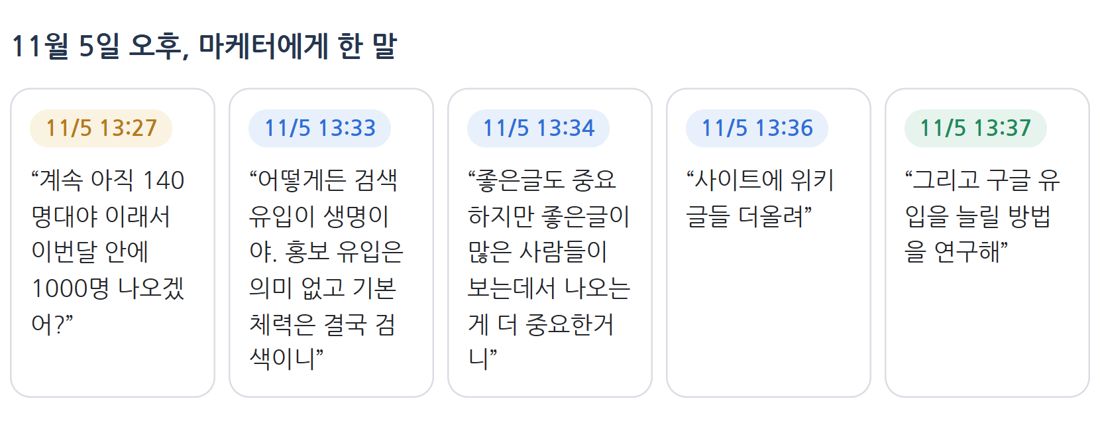 11월 5일 오후, 마케터에게 한 말
11/5 13:27
“계속 아직 140
명대야 이래서
이번달 안에
1000명 나오겠
어?”
11/5 13:33
“어떻게든 검색
유입이 생명이
야. 홍보 유입은
의미 없고 기본
체력은 결국 검
색이니”
11/5 13:34
“좋은글도 중요
하지만 좋은글이
많은 사람들이
보는데서 나오는
게 더 중요한거
니”
11/5 13:36
“사이트에 위키
글들 더올려”
11/5 13:37
“그리고 구글 유
입을 늘릴 방법
을 연구해”